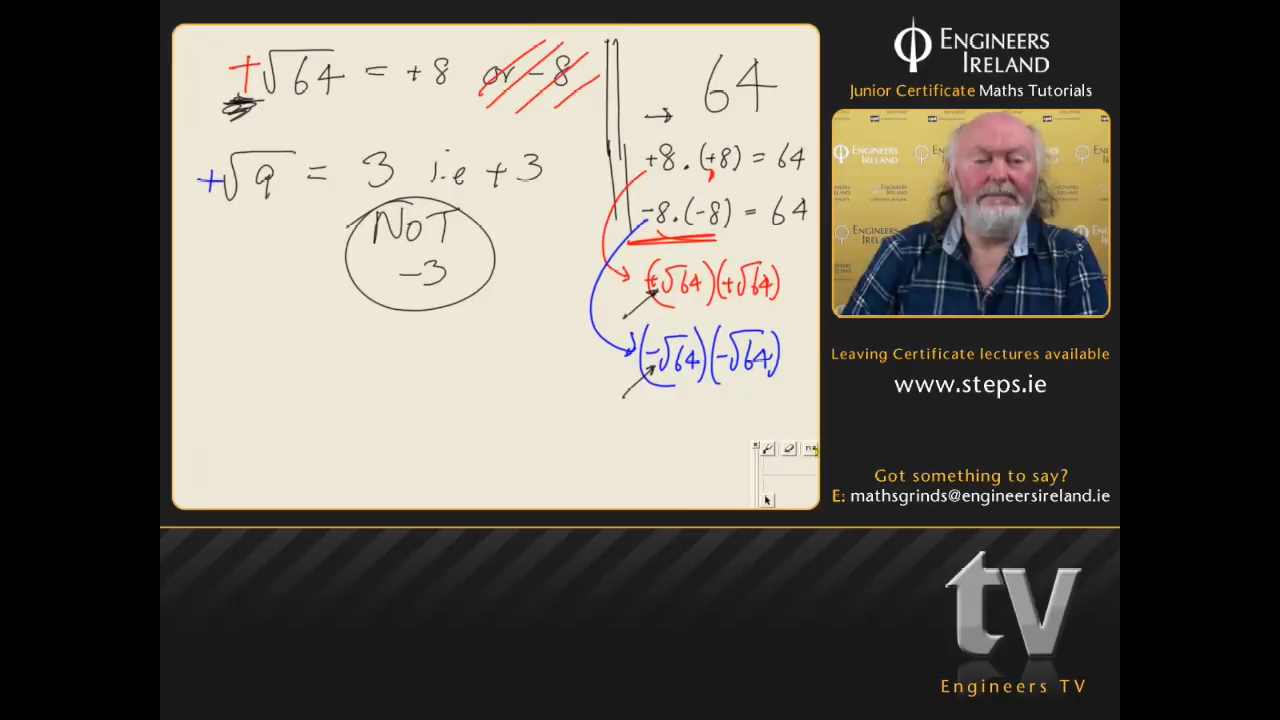 +√64 = +8 or -8
+√9 = 3 i.e +3
NOT
-3
64
+8.(+8) = 64
-8.(-8) = 64
(+√64)(+√64)
(-√64)(-√64)
ENGINEERS
IRELAND
Junior Certificate Maths Tutorials
ENGINEERS
IRELAND
Leaving Certificate lectures available
www.steps.ie
Got something to say?
E: mathsgrinds@engineersireland.ie
tv
Engineers TV